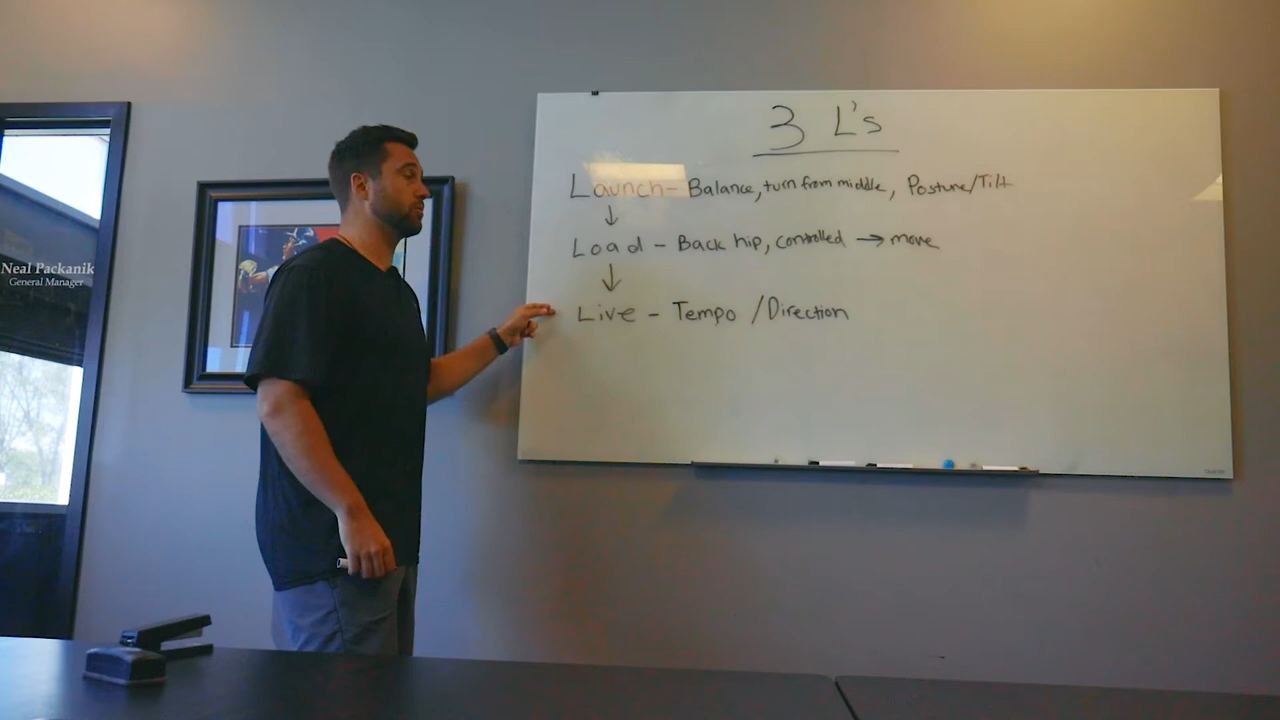 3 L's
Launch- Balance, turn from middle, Posture/Tilt
↓
Load - Back hip, controlled → move
↓
Live - Tempo / Direction
Neal Packanik
General Manager